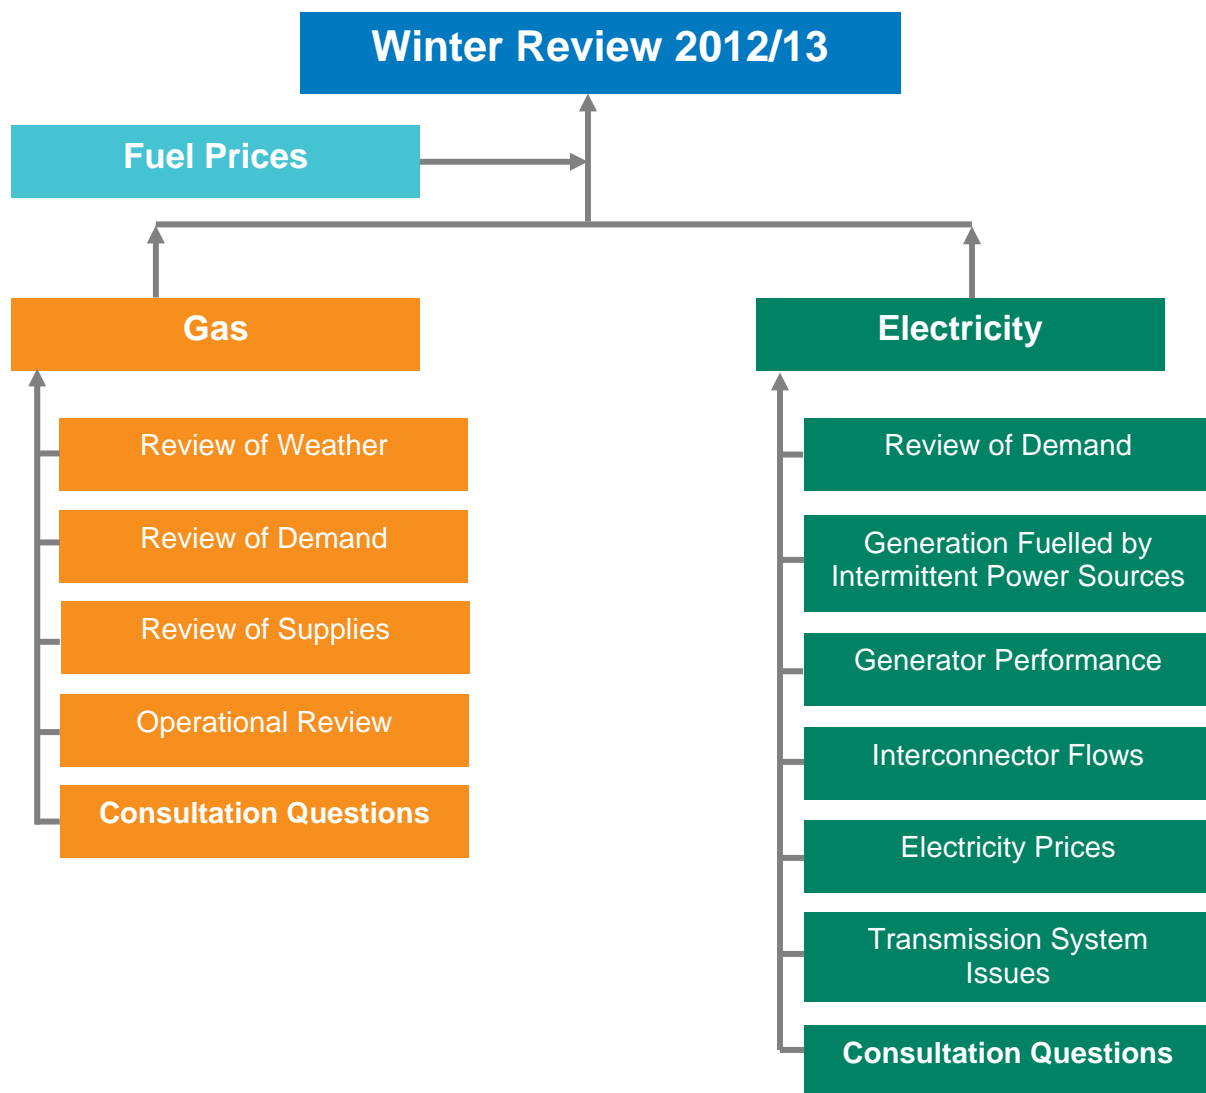 Winter Review 2012/13
Fuel Prices
Gas
Review of Weather
Review of Demand
Review of Supplies
Operational Review
Consultation Questions
Electricity
Review of Demand
Generation Fuelled by
Intermittent Power Sources
Generator Performance
Interconnector Flows
Electricity Prices
Transmission System
Issues
Consultation Questions